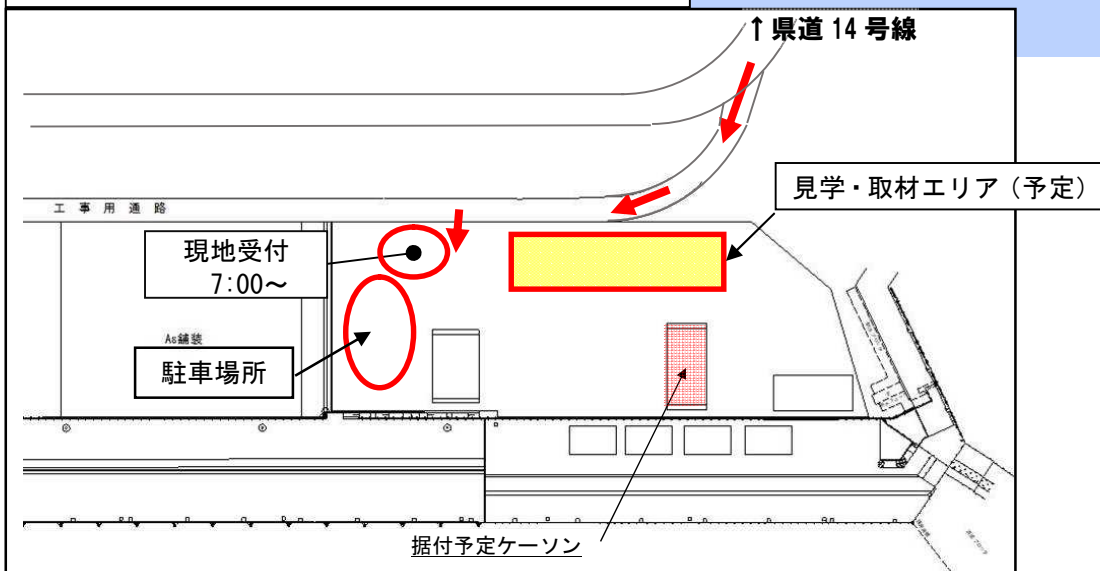 ↑県道 14 号線
見学・取材エリア（予定）
工 事 用 通 路
現地受付
7:00～
As舗装
駐車場所
据付予定ケーソン